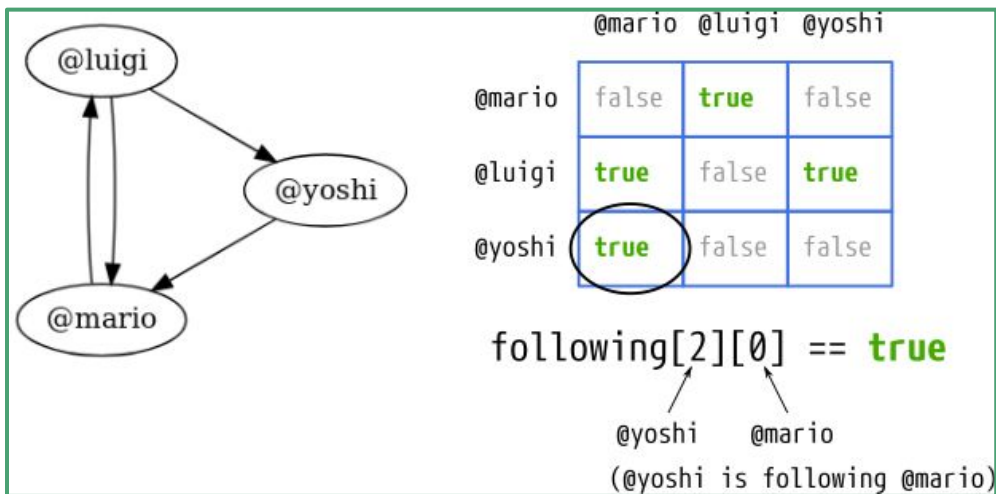 @luigi
@yoshi
@mario
@mario @luigi @yoshi
@mario false true false
@luigi true false true
@yoshi true false false
following[2][0] == true
@yoshi @mario
(@yoshi is following @mario)